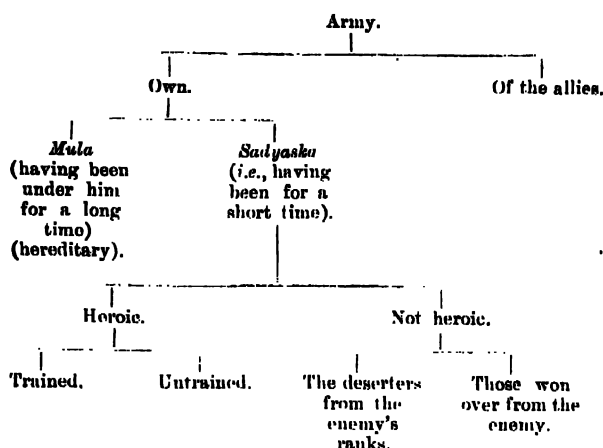 Army.
Own.
Of the allies.
Mula
(having been
under him
for a long
timo)
(hereditary).
Sadyaska
(i.e., having
been for a
short time).
Heroic.
Not heroic.
Trained.
Untrained.
The deserters
from the
enemy's
ranks.
Those won
over from the
enemy.